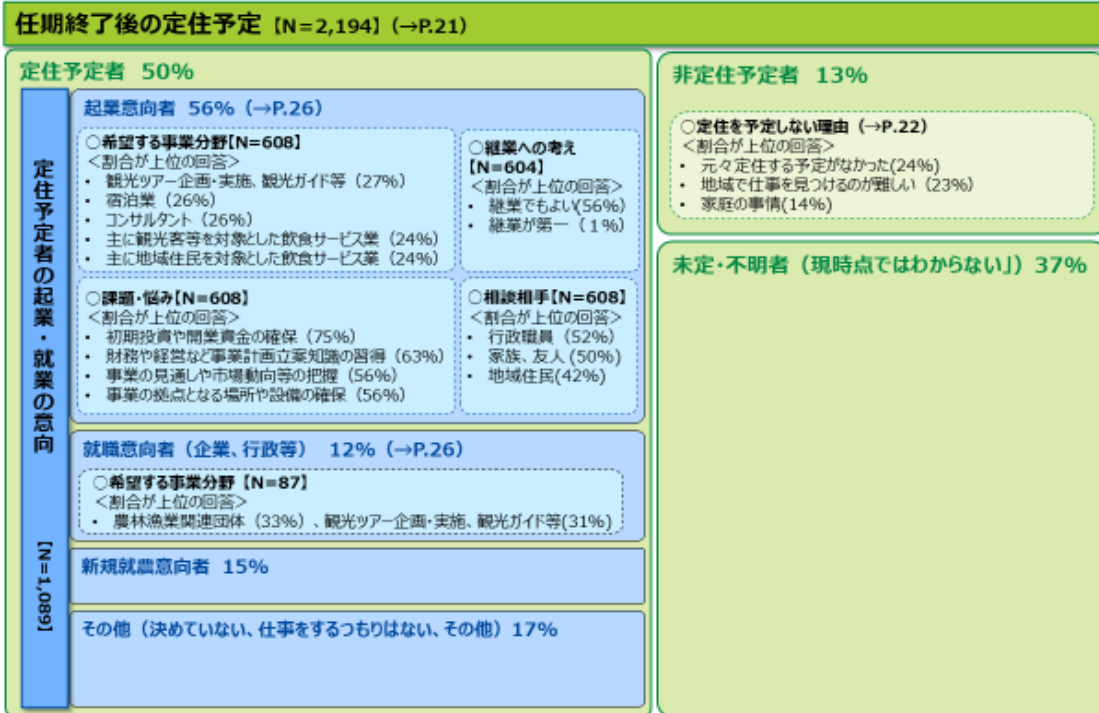 任期終了後の定住予定【N=2,194】(→P.21)
定住予定者 50%
定住予定者の起業・就業の意向 【N=1,089】
起業意向者 56%(→P.26)
○希望する事業分野【N=608】
<割合が上位の回答>
・ 観光ツアー企画・実施、観光ガイド等(27%)
・ 宿泊業(26%)
・ コンサルタント(26%)
・ 主に観光客等を対象とした飲食サービス業(24%)
・ 主に地域住民を対象とした飲食サービス業(24%)
○継業への考え
【N=604】
<割合が上位の回答>
・ 継業でもよい(56%)
・ 継業が第一(1%)
○課題・悩み【N=608】
<割合が上位の回答>
・ 初期投資や開業資金の確保(75%)
・ 財務や経営など事業計画立案知識の習得(63%)
・ 事業の見通しや市場動向等の把握(56%)
・ 事業の拠点となる場所や設備の確保(56%)
○相談相手【N=608】
<割合が上位の回答>
・ 行政職員(52%)
・ 家族、友人(50%)
・ 地域住民(42%)
就職意向者(企業、行政等) 12%(→P.26)
○希望する事業分野【N=87】
<割合が上位の回答>
・ 農林漁業関連団体(33%)、観光ツアー企画・実施、観光ガイド等(31%)
新規就農意向者 15%
その他(決めていない、仕事をするつもりはない、その他)17%
非定住予定者 13%
○定住を予定しない理由(→P.22)
<割合が上位の回答>
・ 元々定住する予定がなかった(24%)
・ 地域で仕事を見つけるのが難しい(23%)
・ 家庭の事情(14%)
未定・不明者(現時点ではわからない」)37%